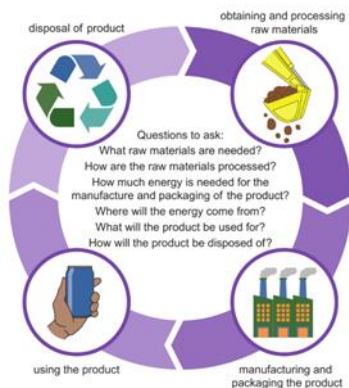 disposal of product
obtaining and processing
raw materials
Questions to ask:
What raw materials are needed?
How are the raw materials processed?
How much energy is needed for the
manufacture and packaging of the product?
Where will the energy come from?
What will the product be used for?
How will the product be disposed of?
using the product
manufacturing and
packaging the product